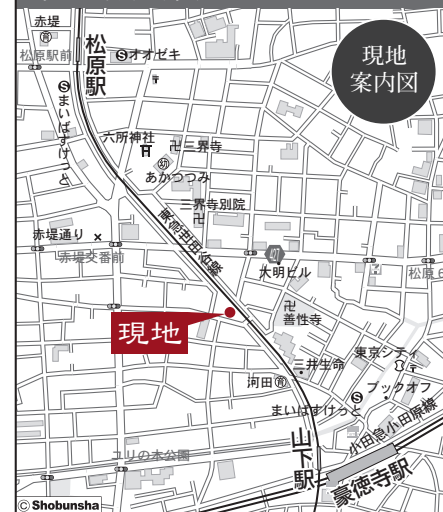 現地
案内図
赤堤
松原駅前
松原駅
オオゼキ
まいばすけっと
六所神社
三界寺
幼
あかつつみ
三界寺別院
東急世田谷線
赤堤通り
赤堤交番前
大明ビル
松原6
善性寺
現地
三井生命
東京シティ
河田
ブックオフ
まいばすけっと
小田急小田原線
山下駅
ユリの木公園
豪徳寺駅
© Shobunsha